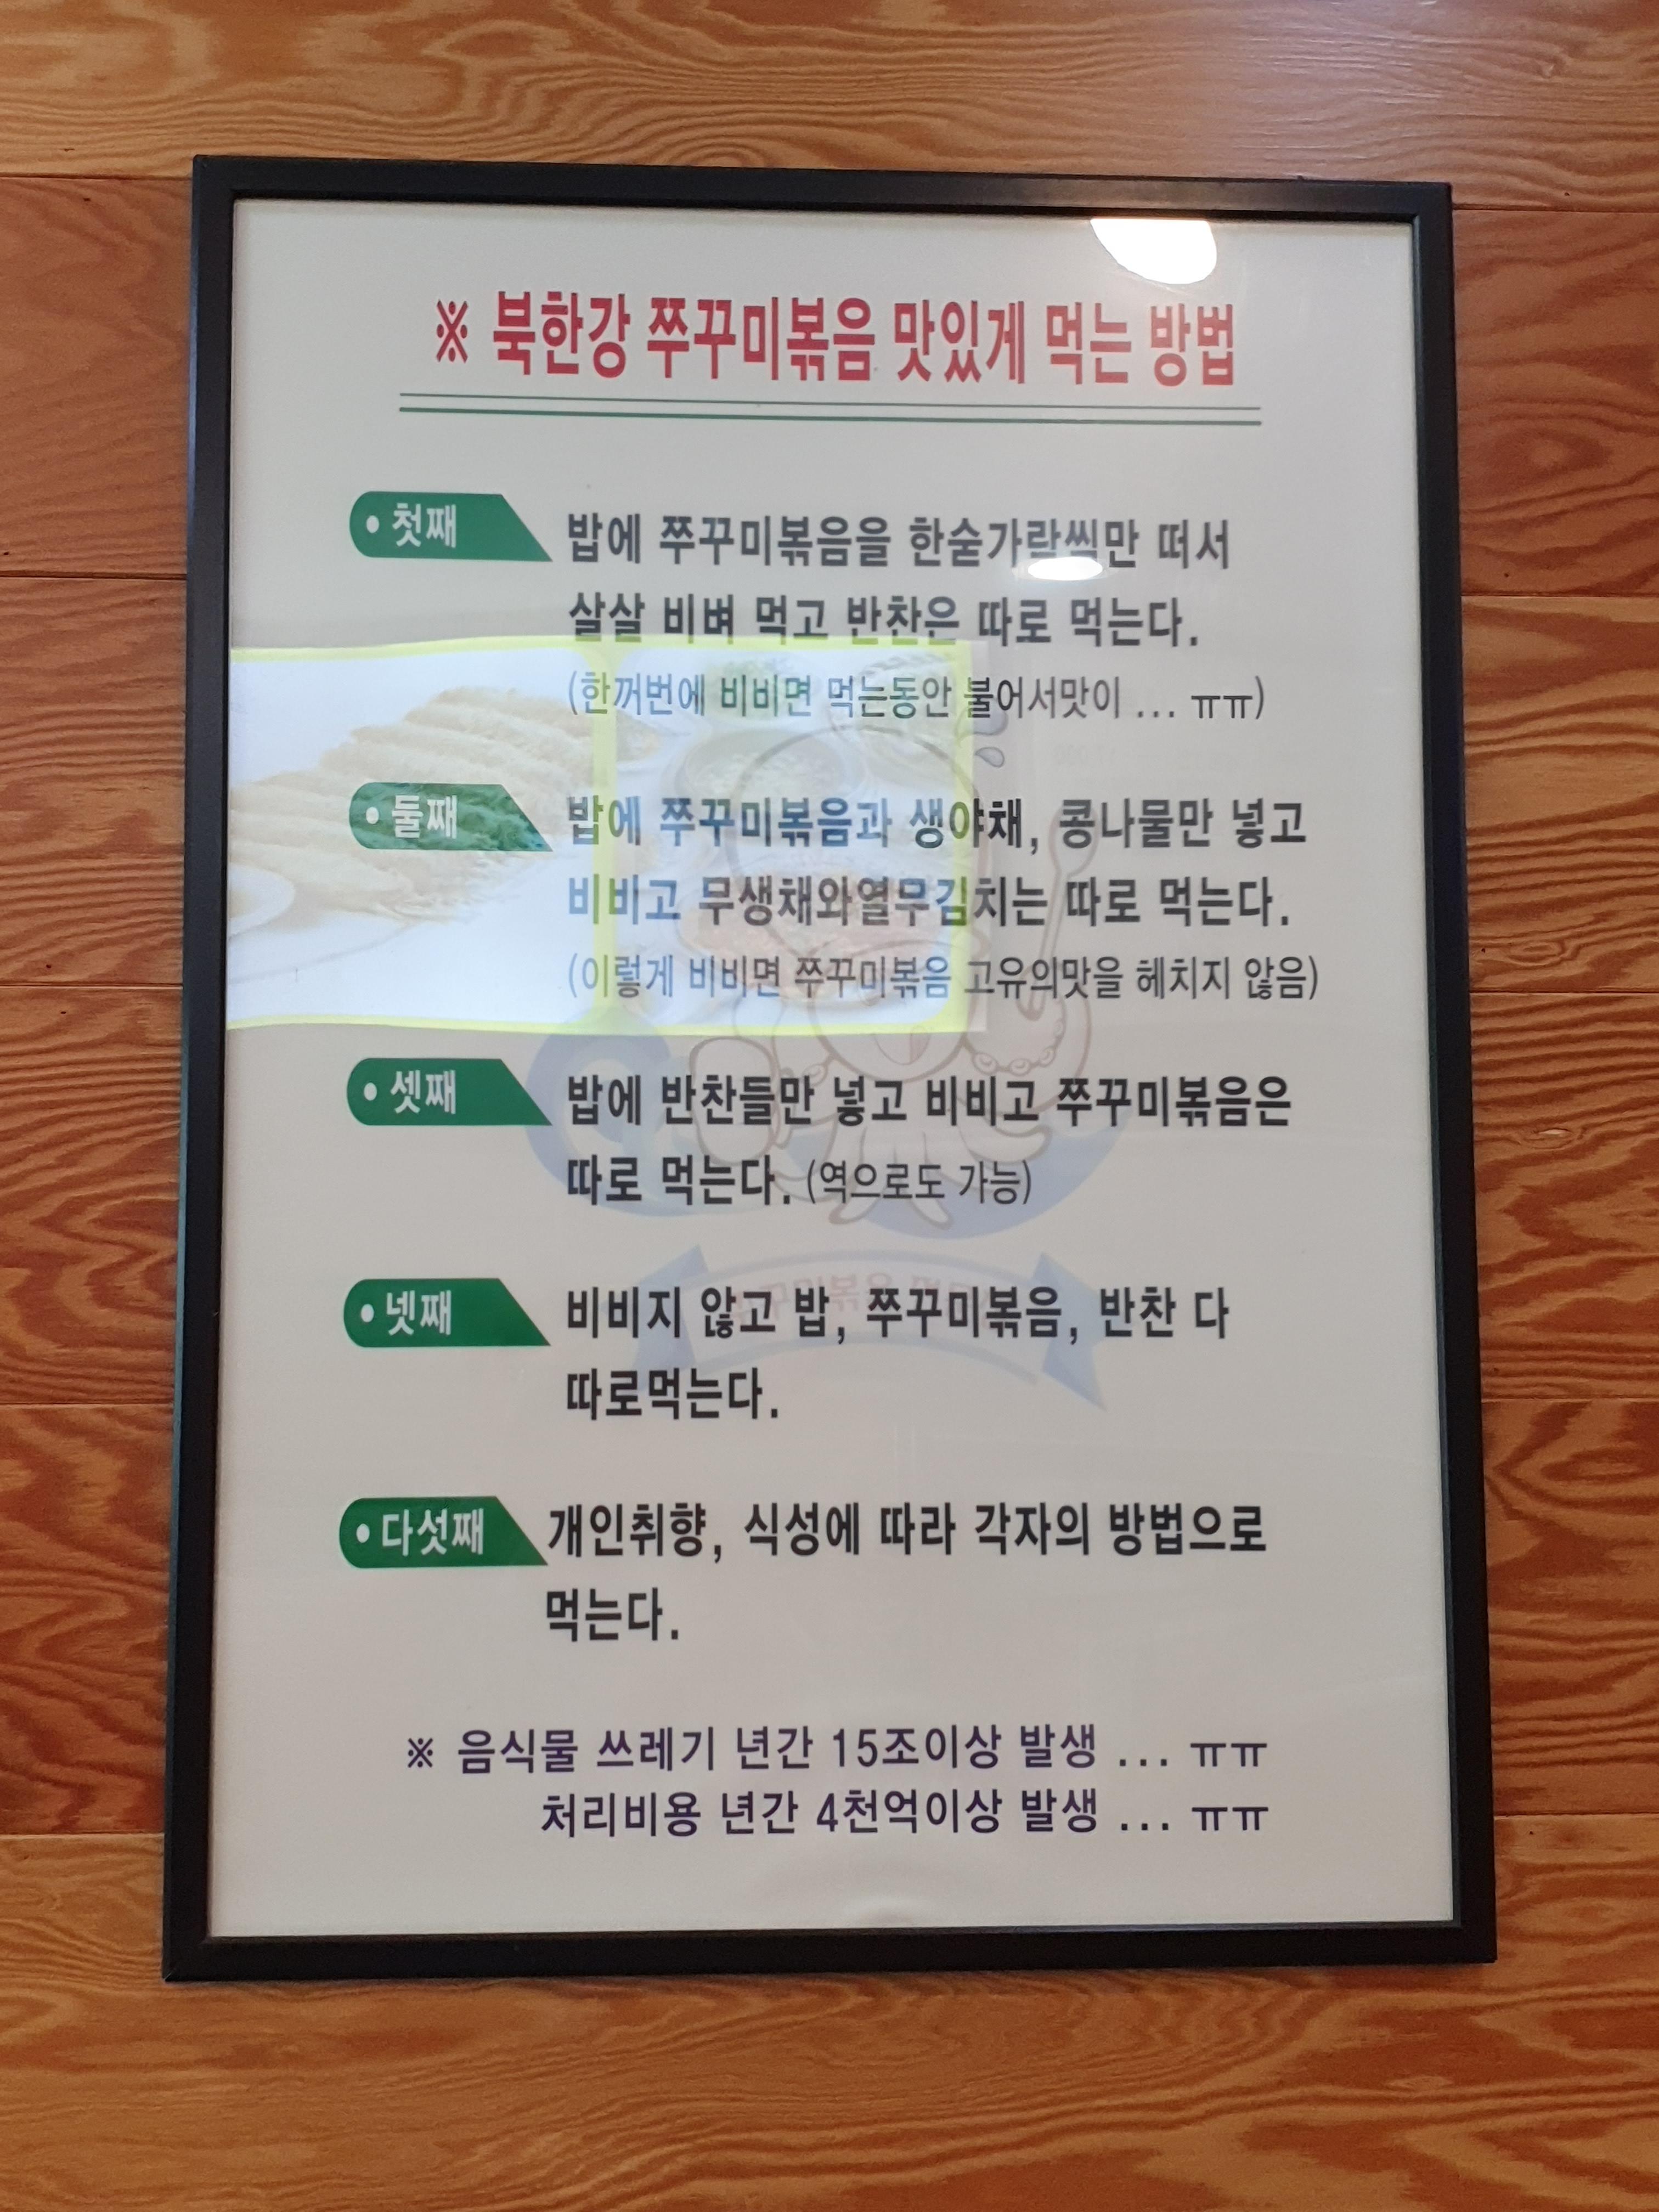 ※ 북한강 쭈꾸미볶음 맛있게 먹는 방법
• 첫째 밥에 쭈꾸미볶음을 한숟가락씩만 떠서
살살 비벼 먹고 반찬은 따로 먹는다.
(한꺼번에 비비면 먹는동안 불어서맛이 ... ㅠㅠ)
• 둘째 밥에 쭈꾸미볶음과 생야채, 콩나물만 넣고
비비고 무생채와열무김치는 따로 먹는다.
(이렇게 비비면 쭈꾸미볶음 고유의맛을 헤치지 않음)
• 셋째 밥에 반찬들만 넣고 비비고 쭈꾸미볶음은
따로 먹는다. (역으로도 가능)
• 넷째 비비지 않고 밥, 쭈꾸미볶음, 반찬 다
따로먹는다.
• 다섯째 개인취향, 식성에 따라 각자의 방법으로
먹는다.
※ 음식물 쓰레기 년간 15조이상 발생 ... ㅠㅠ
처리비용 년간 4천억이상 발생 ... ㅠㅠ